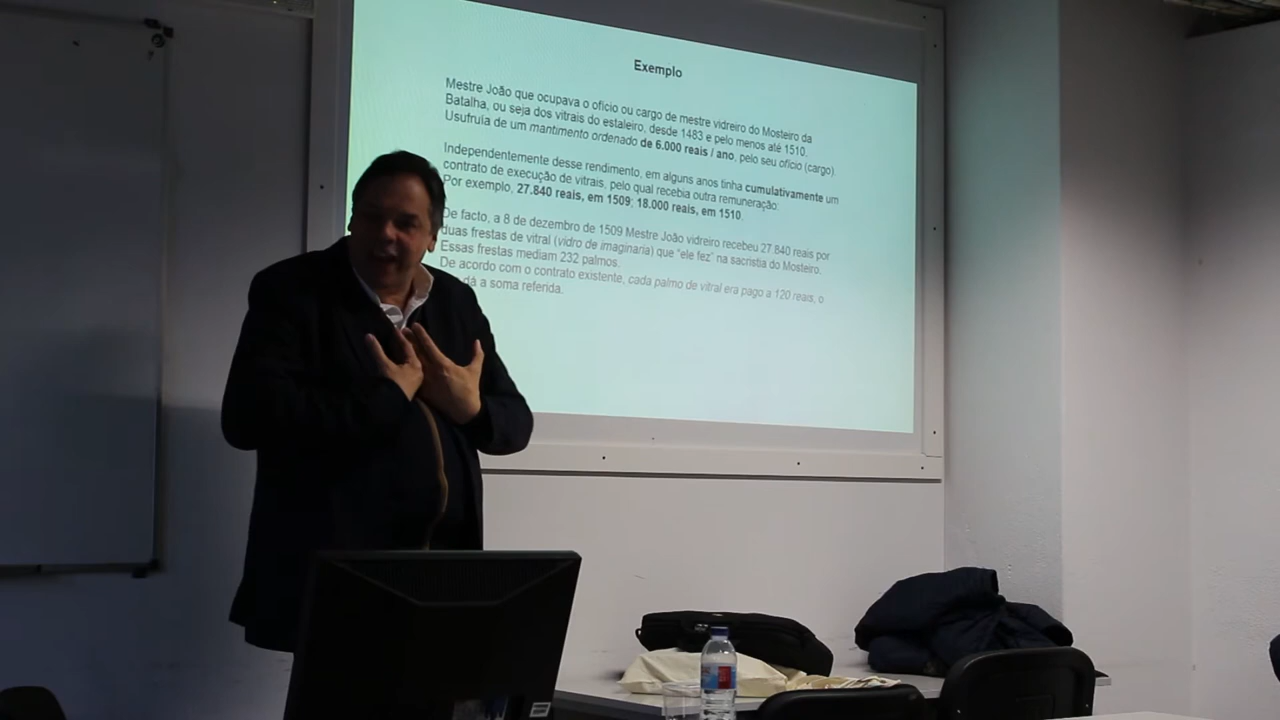 Exemplo
Mestre João que ocupava o ofício ou cargo de mestre vidreiro do Mosteiro da
Batalha, ou seja dos vitrais do estaleiro, desde 1483 e pelo menos até 1510.
Usufruía de um mantimento ordenado de 6.000 reais / ano, pelo seu ofício (cargo).
Independentemente desse rendimento, em alguns anos tinha cumulativamente um
contrato de execução de vitrais, pelo qual recebia outra remuneração:
Por exemplo, 27.840 reais, em 1509; 18.000 reais, em 1510.
De facto, a 8 de dezembro de 1509 Mestre João vidreiro recebeu 27.840 reais por
duas frestas de vitral (vidro de imaginaria) que "ele fez" na sacristia do Mosteiro.
Essas frestas mediam 232 palmos.
De acordo com o contrato existente, cada palmo de vitral era pago a 120 reais, o
dá a soma referida.